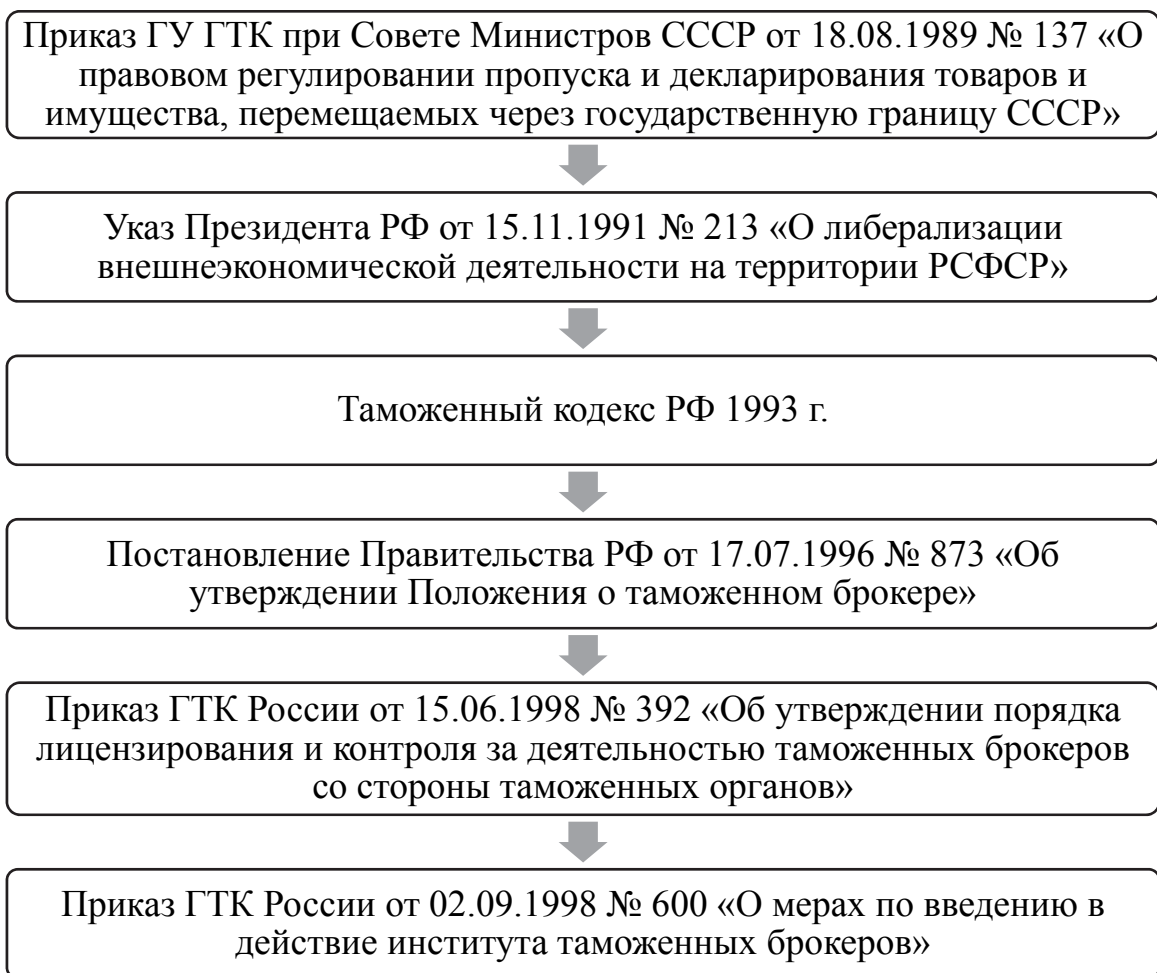 Приказ ГУ ГТК при Совете Министров СССР от 18.08.1989 № 137 «О
правовом регулировании пропуска и декларирования товаров и
имущества, перемещаемых через государственную границу СССР»
Указ Президента РФ от 15.11.1991 № 213 «О либерализации
внешнеэкономической деятельности на территории РСФСР»
Таможенный кодекс РФ 1993 г.
Постановление Правительства РФ от 17.07.1996 № 873 «Об
утверждении Положения о таможенном брокере»
Приказ ГТК России от 15.06.1998 № 392 «Об утверждении порядка
лицензирования и контроля за деятельностью таможенных брокеров
со стороны таможенных органов»
Приказ ГТК России от 02.09.1998 № 600 «О мерах по введению в
действие института таможенных брокеров»